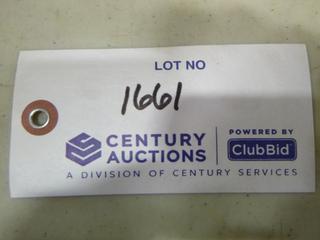 LOT NO
1661
CENTURY AUCTIONS
POWERED BY
ClubBid
A DIVISION OF CENTURY SERVICES